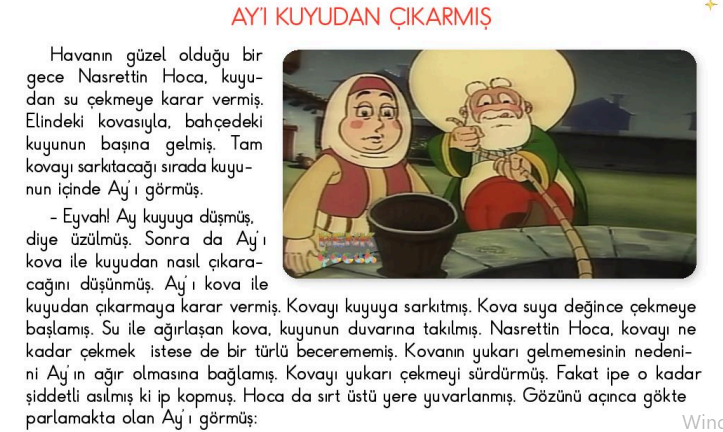 AY'I KUYUDAN ÇIKARMIŞ
Havanın güzel olduğu bir
gece Nasrettin Hoca, kuyu-
dan su çekmeye karar vermiş.
Elindeki kovasıyla, bahçedeki
kuyunun başına gelmiş. Tam
kovayı sarkıtacağı sırada kuyu-
nun içinde Ay'ı görmüş.
- Eyvah! Ay kuyuya düşmüş,
diye üzülmüş. Sonra da Ay'ı
kova ile kuyudan nasıl çıkara-
cağını düşünmüş. Ay'ı kova ile
kuyudan çıkarmaya karar vermiş. Kovayı kuyuya sarkıtmış. Kova suya değince çekmeye
başlamış. Su ile ağırlaşan kova, kuyunun duvarına takılmış. Nasrettin Hoca, kovayı ne
kadar çekmek istese de bir türlü becerememiş. Kovanın yukarı gelmemesinin nedeni-
ni Ay'ın ağır olmasına bağlamış. Kovayı yukarı çekmeyi sürdürmüş. Fakat ipe o kadar
şiddetli asılmış ki ip kopmuş. Hoca da sırt üstü yere yuvarlanmış. Gözünü açınca gökte
parlamakta olan Ay'ı görmüş: